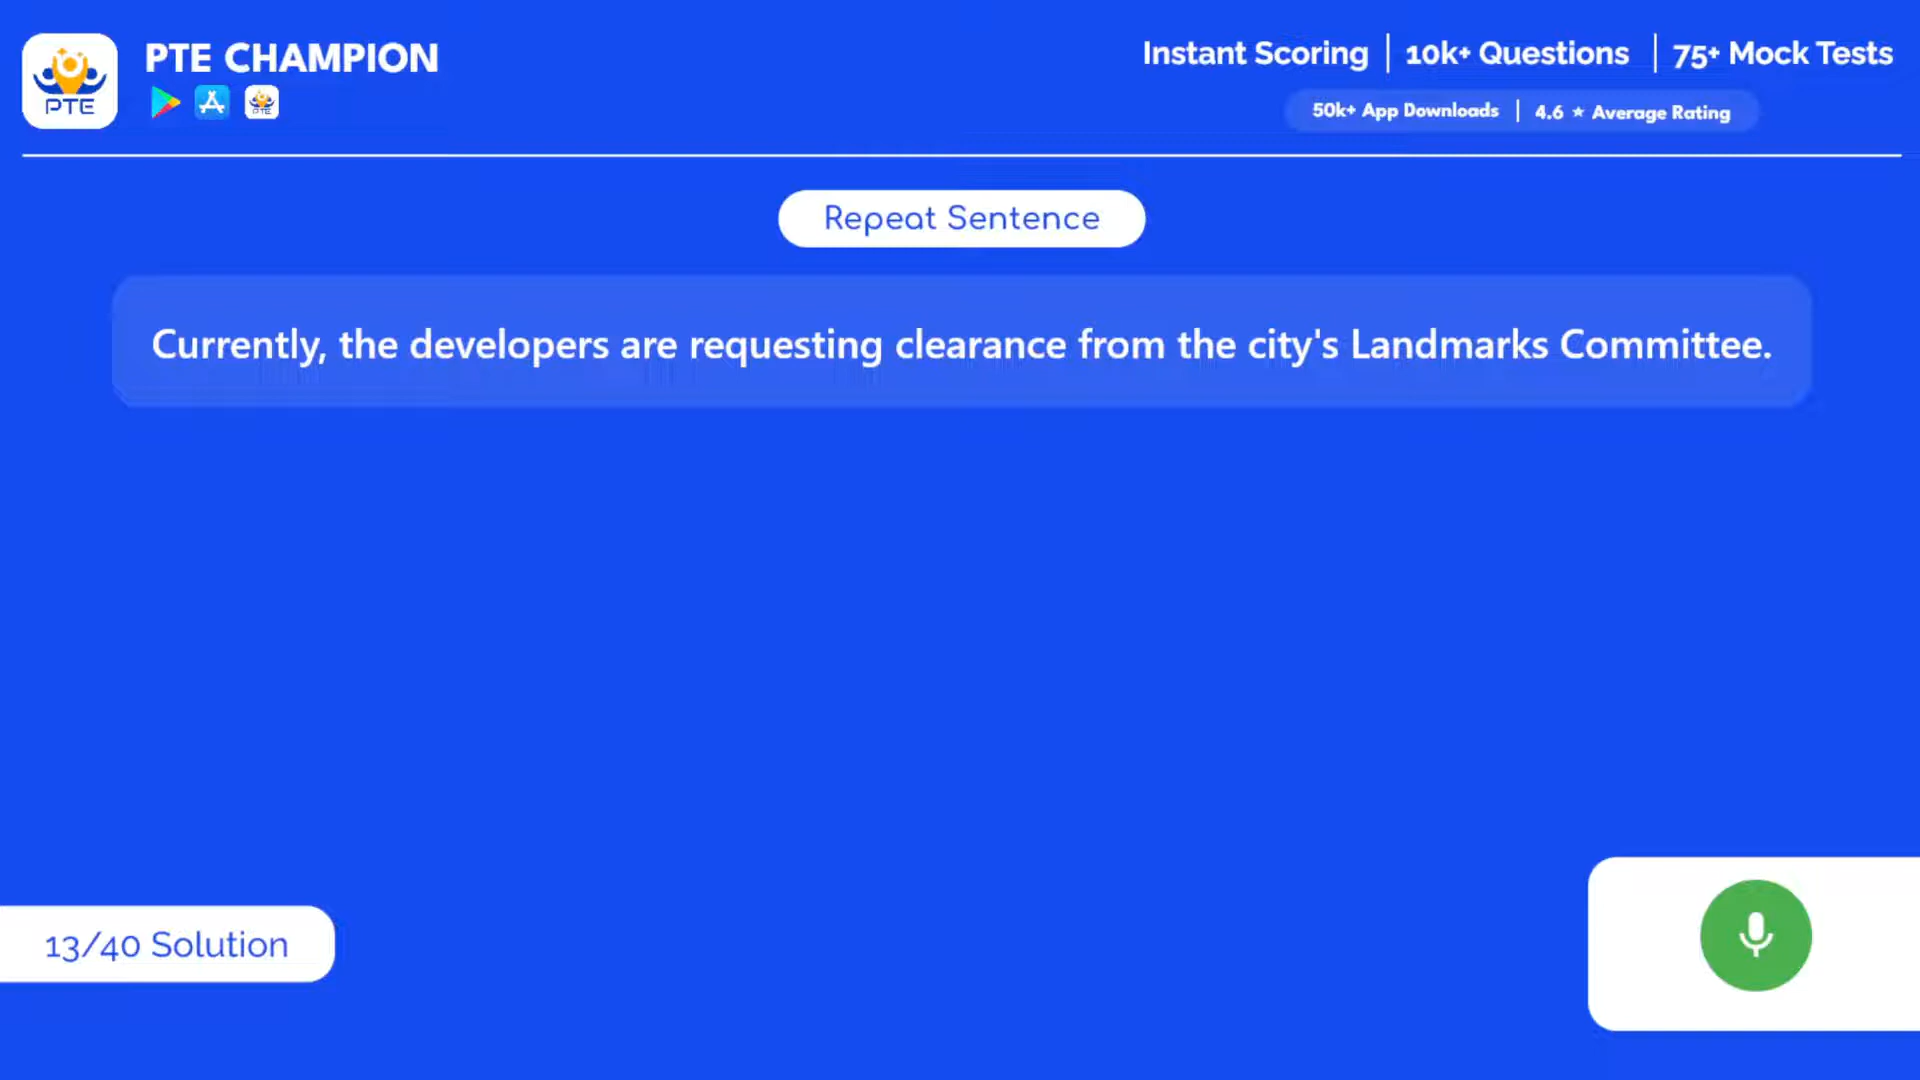 PTE CHAMPION
PTE
PTE
Instant Scoring | 10k+ Questions | 75+ Mock Tests
50k+ App Downloads | 4.6 ★ Average Rating
Repeat Sentence
Currently, the developers are requesting clearance from the city's Landmarks Committee.
13/40 Solution